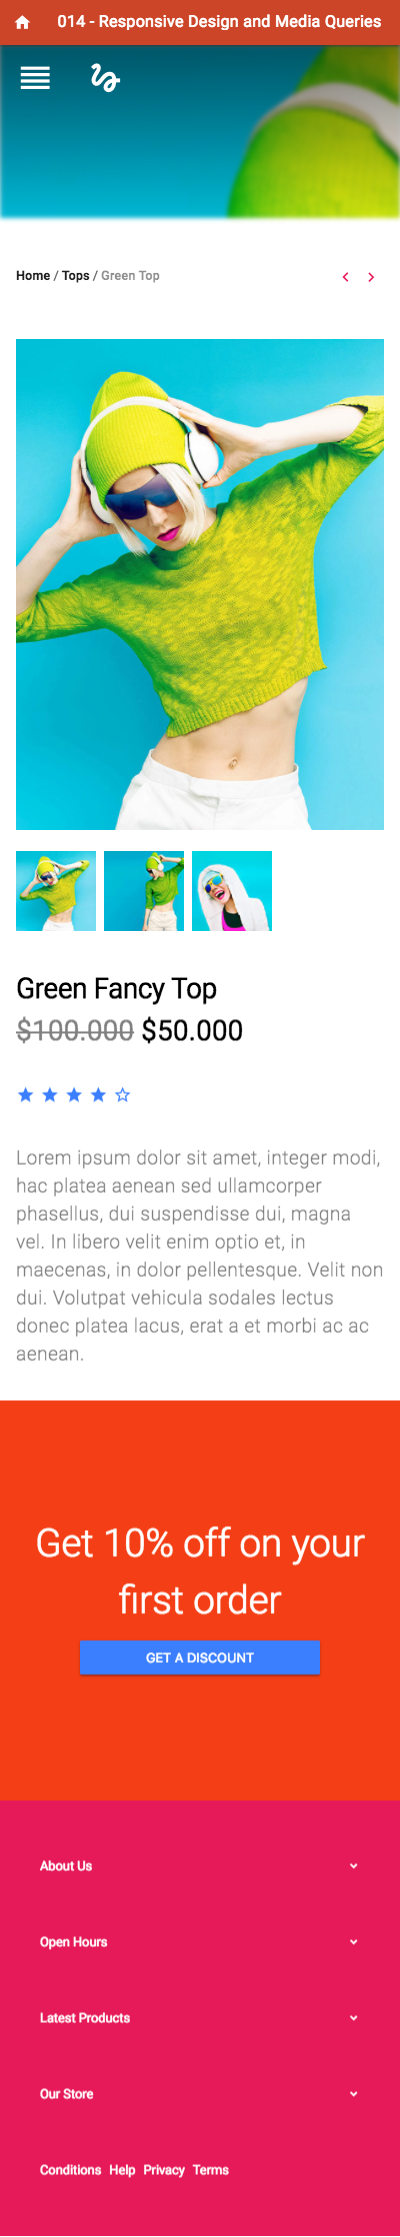 014 - Responsive Design and Media Queries
Home / Tops / Green Top
Green Fancy Top
$100.000 $50.000
Lorem ipsum dolor sit amet, integer modi,
hac platea aenean sed ullamcorper
phasellus, dui suspendisse dui, magna
vel. In libero velit enim optio et, in
maecenas, in dolor pellentesque. Velit non
dui. Volutpat vehicula sodales lectus
donec platea lacus, erat a et morbi ac ac
aenean.
Get 10% off on your
first order
GET A DISCOUNT
About Us
Open Hours
Latest Products
Our Store
Conditions Help Privacy Terms